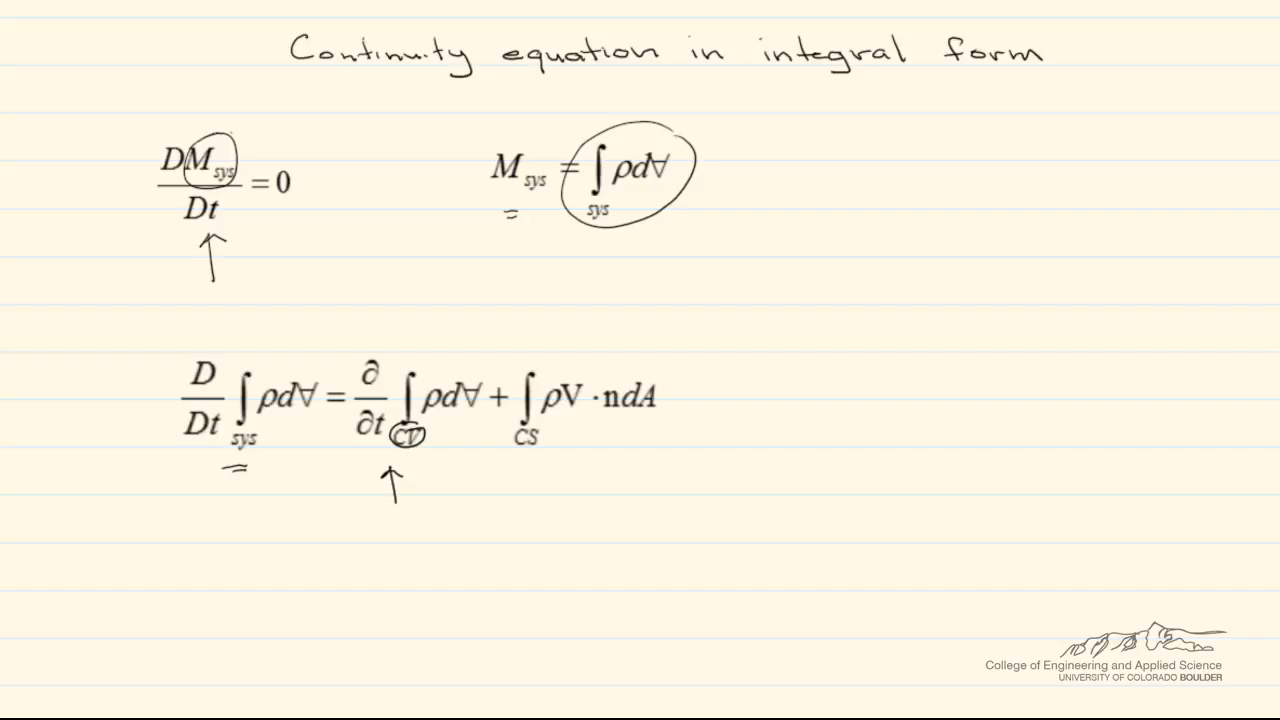 Continuity equation in integral form
DM_sys/Dt = 0    M_sys = ∫_sys ρd∀
D/Dt ∫_sys ρd∀ = ∂/∂t ∫_CV ρd∀ + ∫_CS ρV · ndA
College of Engineering and Applied Science
UNIVERSITY OF COLORADO BOULDER